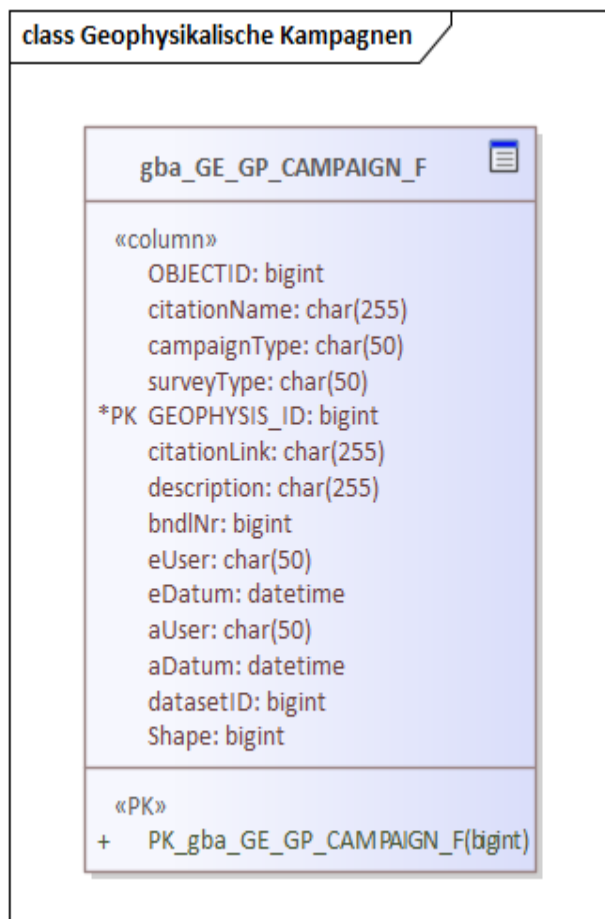 class Geophysikalische Kampagnen
gba_GE_GP_CAMPAIGN_F
«column»
OBJECTID: bigint
citationName: char(255)
campaignType: char(50)
surveyType: char(50)
*PK GEOPHYSIS_ID: bigint
citationLink: char(255)
description: char(255)
bndlNr: bigint
eUser: char(50)
eDatum: datetime
aUser: char(50)
aDatum: datetime
datasetID: bigint
Shape: bigint
«PK»
+ PK_gba_GE_GP_CAMPAIGN_F(bigint)